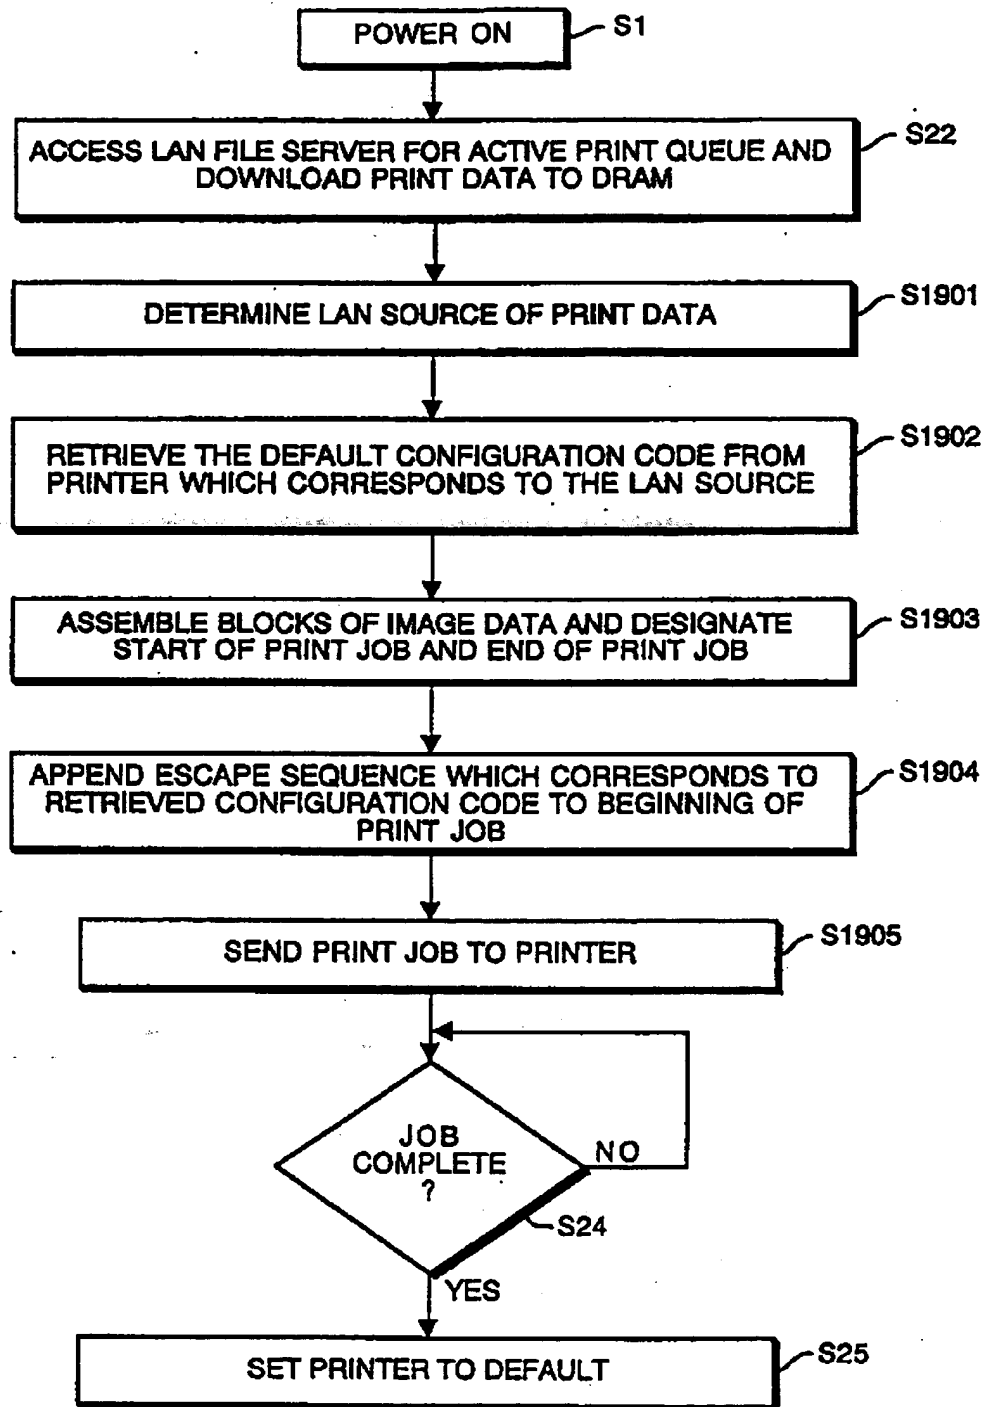 POWER ON
S1
ACCESS LAN FILE SERVER FOR ACTIVE PRINT QUEUE AND
DOWNLOAD PRINT DATA TO DRAM
S22
DETERMINE LAN SOURCE OF PRINT DATA
S1901
RETRIEVE THE DEFAULT CONFIGURATION CODE FROM
PRINTER WHICH CORRESPONDS TO THE LAN SOURCE
S1902
ASSEMBLE BLOCKS OF IMAGE DATA AND DESIGNATE
START OF PRINT JOB AND END OF PRINT JOB
S1903
APPEND ESCAPE SEQUENCE WHICH CORRESPONDS TO
RETRIEVED CONFIGURATION CODE TO BEGINNING OF
PRINT JOB
S1904
SEND PRINT JOB TO PRINTER
S1905
JOB
COMPLETE
?
NO
S24
YES
SET PRINTER TO DEFAULT
S25